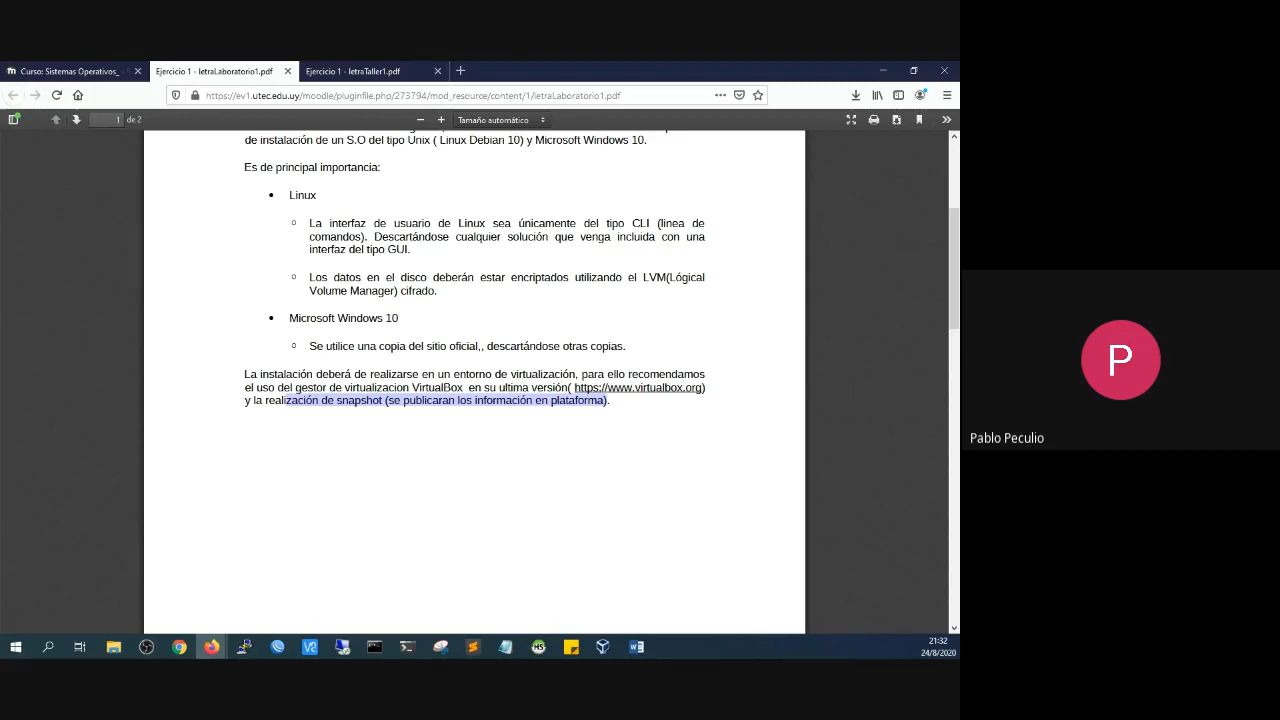 Curso: Sistemas Operativos_ -
Ejercicio 1 - letraLaboratorio1.pdf
Ejercicio 1 - letraTaller1.pdf
https://ev1.utec.edu.uy/moodle/pluginfile.php/273794/mod_resource/content/1/letraLaboratorio1.pdf
1 de 2
Tamaño automático
de instalación de un S.O del tipo Unix ( Linux Debian 10) y Microsoft Windows 10.
Es de principal importancia:
• Linux
◦ La interfaz de usuario de Linux sea únicamente del tipo CLI (linea de
comandos). Descartándose cualquier solución que venga incluida con una
interfaz del tipo GUI.
◦ Los datos en el disco deberán estar encriptados utilizando el LVM(Lógical
Volume Manager) cifrado.
• Microsoft Windows 10
◦ Se utilice una copia del sitio oficial,, descartándose otras copias.
La instalación deberá de realizarse en un entorno de virtualización, para ello recomendamos
el uso del gestor de virtualizacion VirtualBox en su ultima versión( https://www.virtualbox.org)
y la realización de snapshot (se publicaran los información en plataforma).
P
Pablo Peculio
21:32
24/8/2020